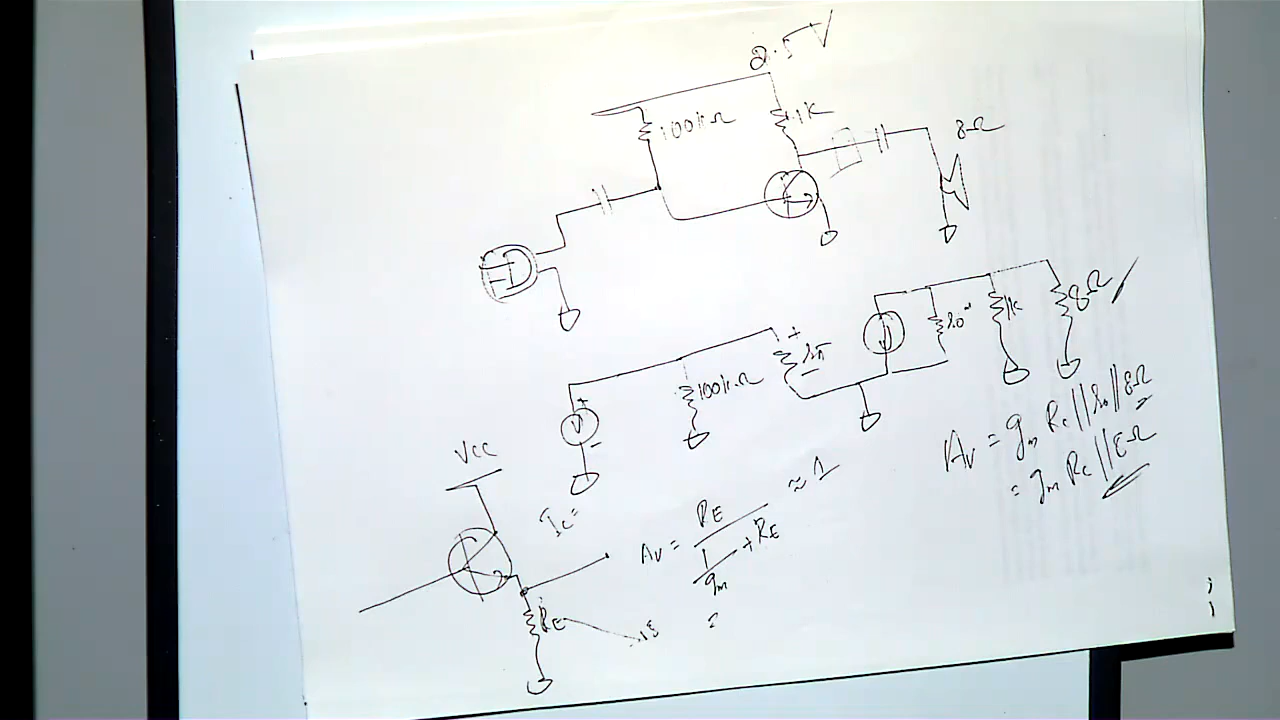 2.5V
100kΩ
1K
8Ω
+
rπ
ro
1K
8Ω
100kΩ
+
-
Av = gm Rc || ro || 8Ω
= gm Rc || 8Ω
VCC
Ic =
Av = RE / (1/gm + RE) ≈ 1
=
RE